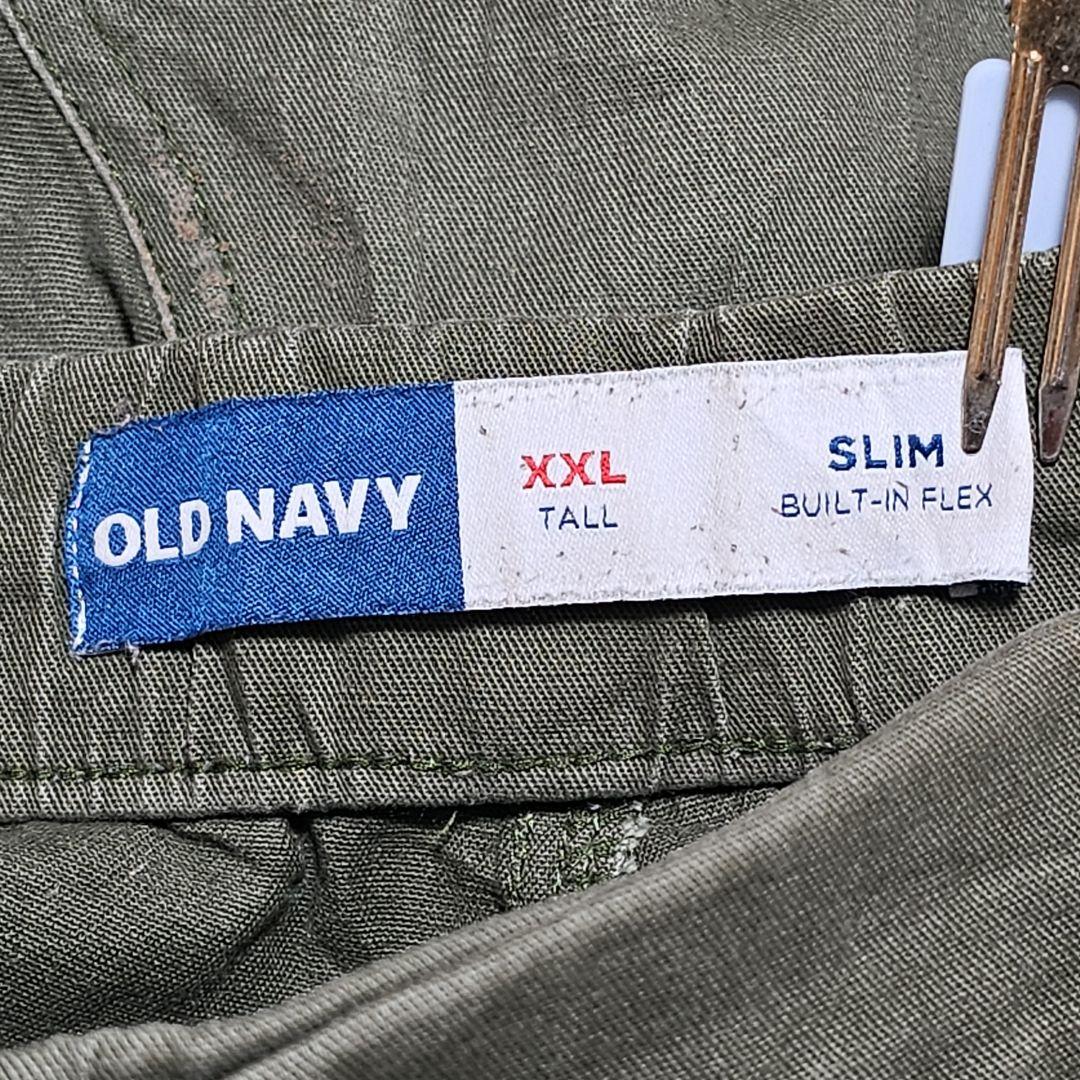 OLD NAVY
XXL
TALL
SLIM
BUILT-IN FLEX